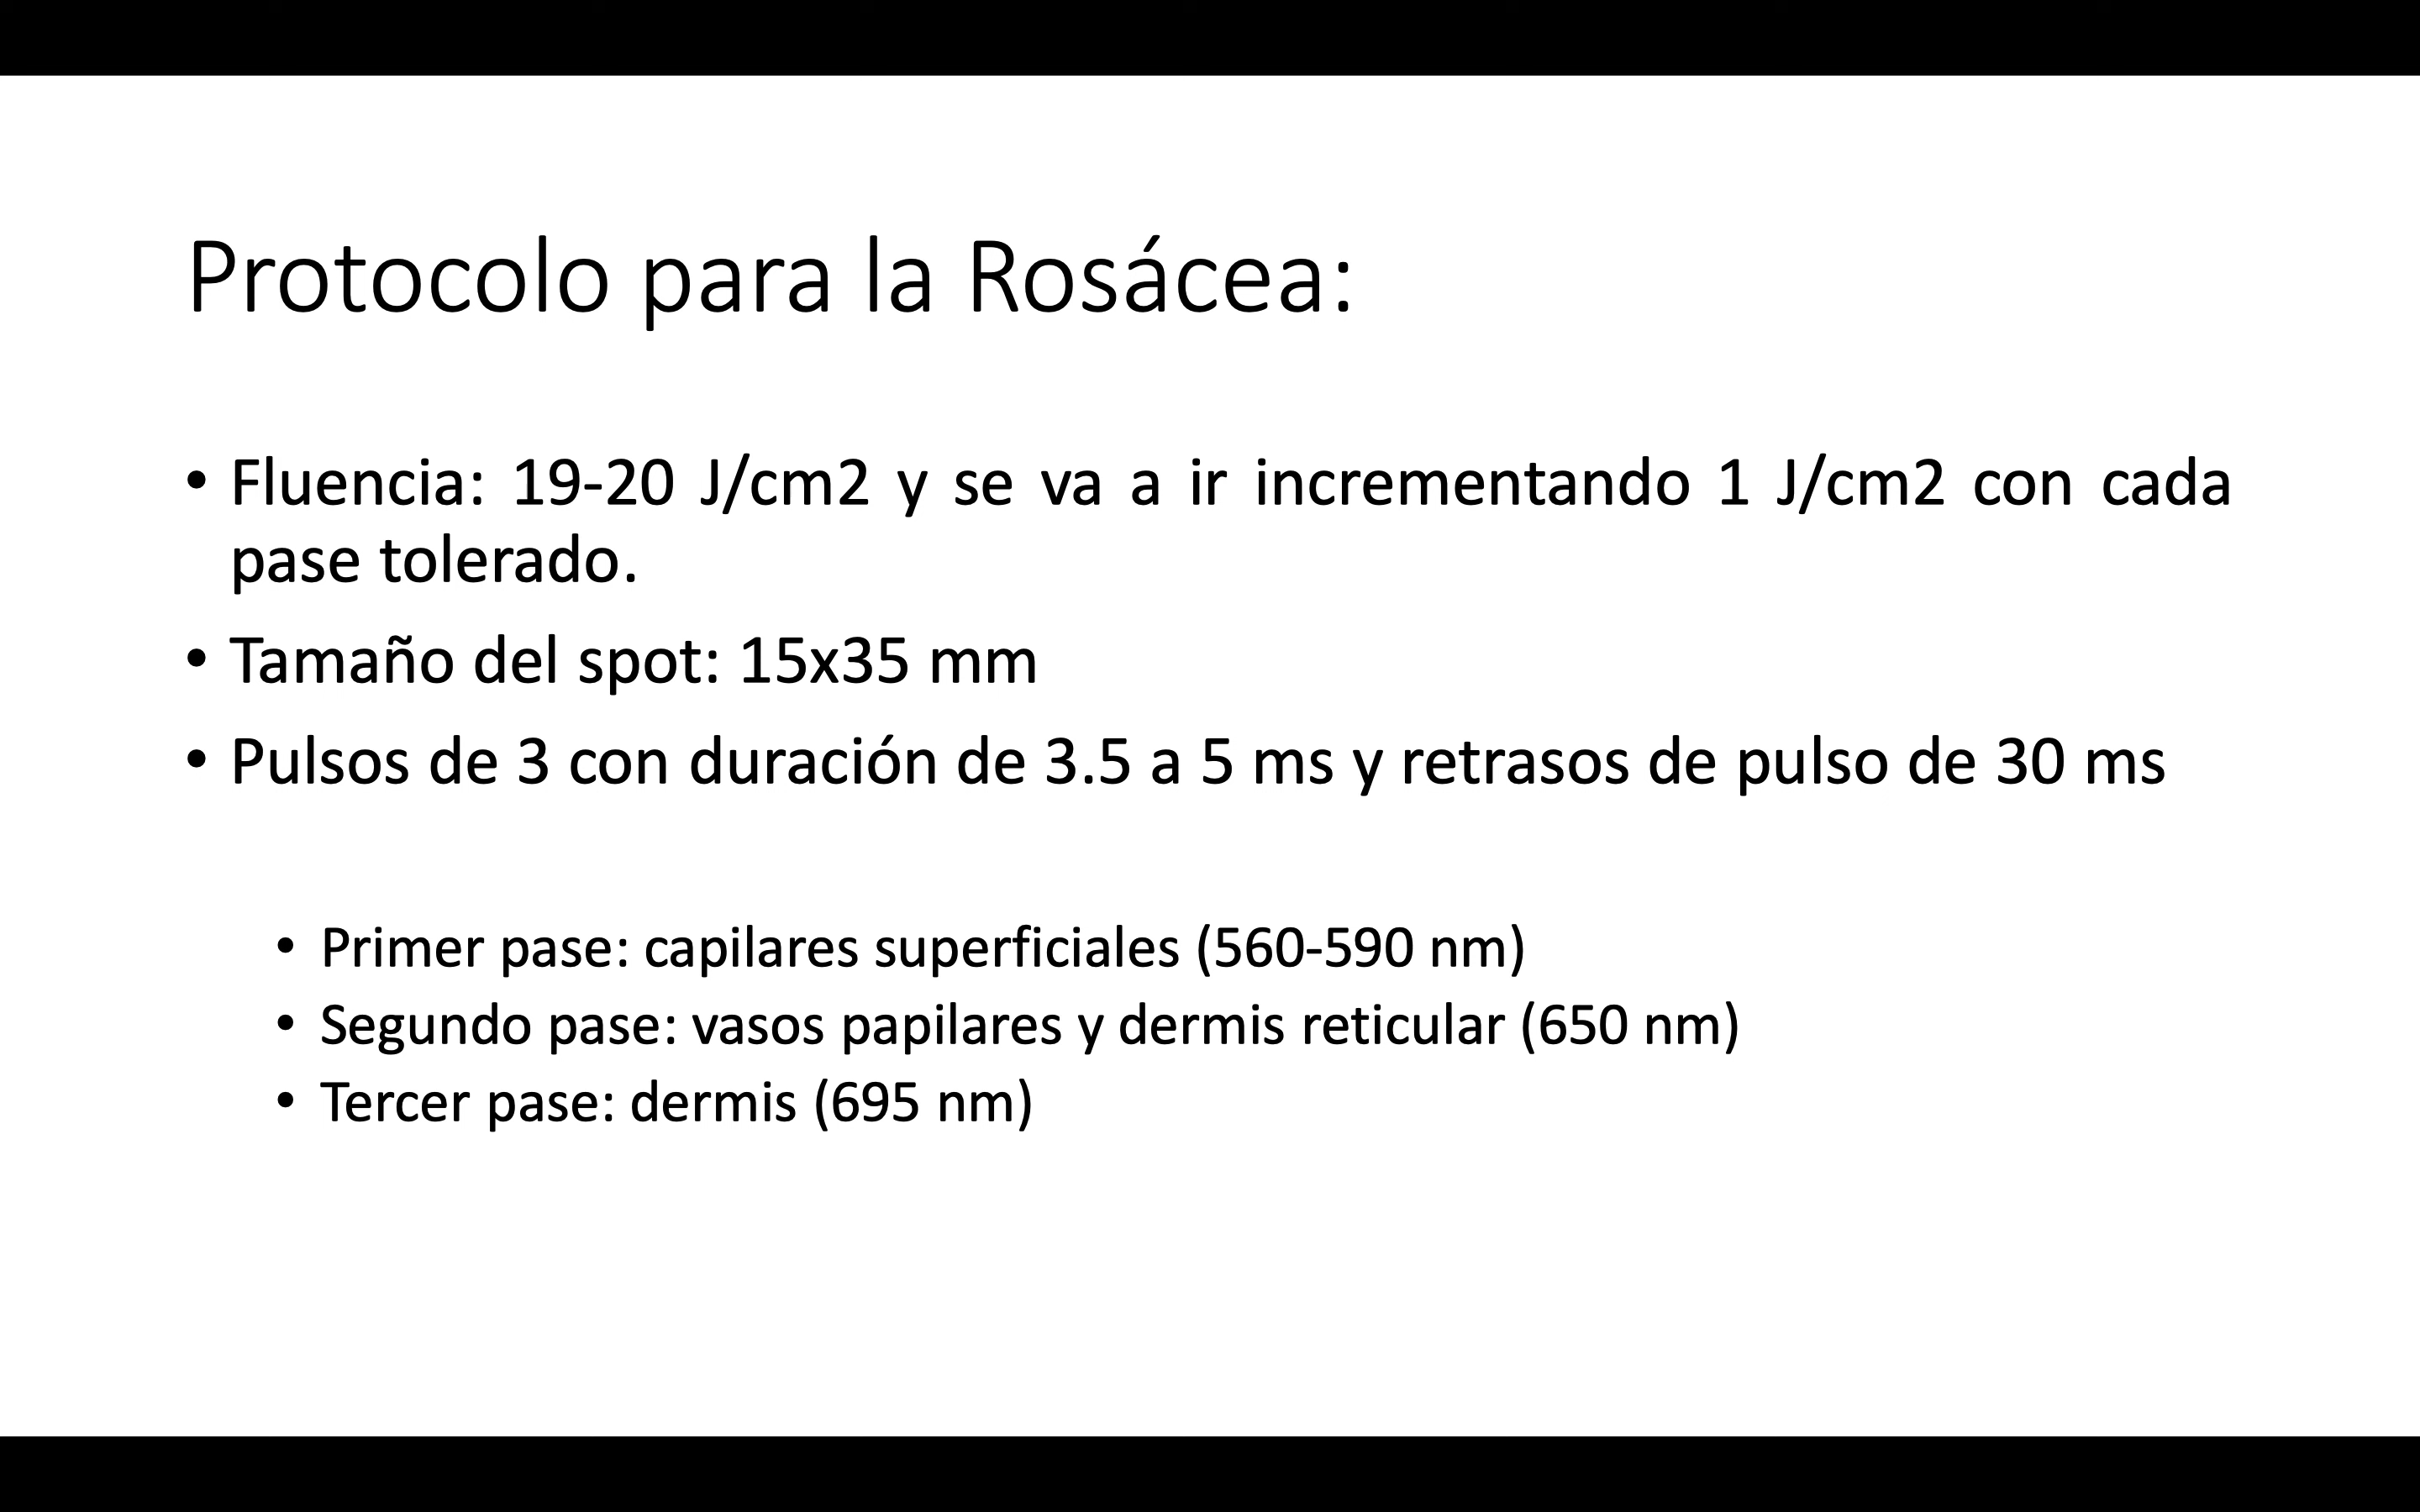 Protocolo para la Rosácea:
• Fluencia: 19-20 J/cm2 y se va a ir incrementando 1 J/cm2 con cada
pase tolerado.
• Tamaño del spot: 15x35 mm
• Pulsos de 3 con duración de 3.5 a 5 ms y retrasos de pulso de 30 ms
• Primer pase: capilares superficiales (560-590 nm)
• Segundo pase: vasos papilares y dermis reticular (650 nm)
• Tercer pase: dermis (695 nm)